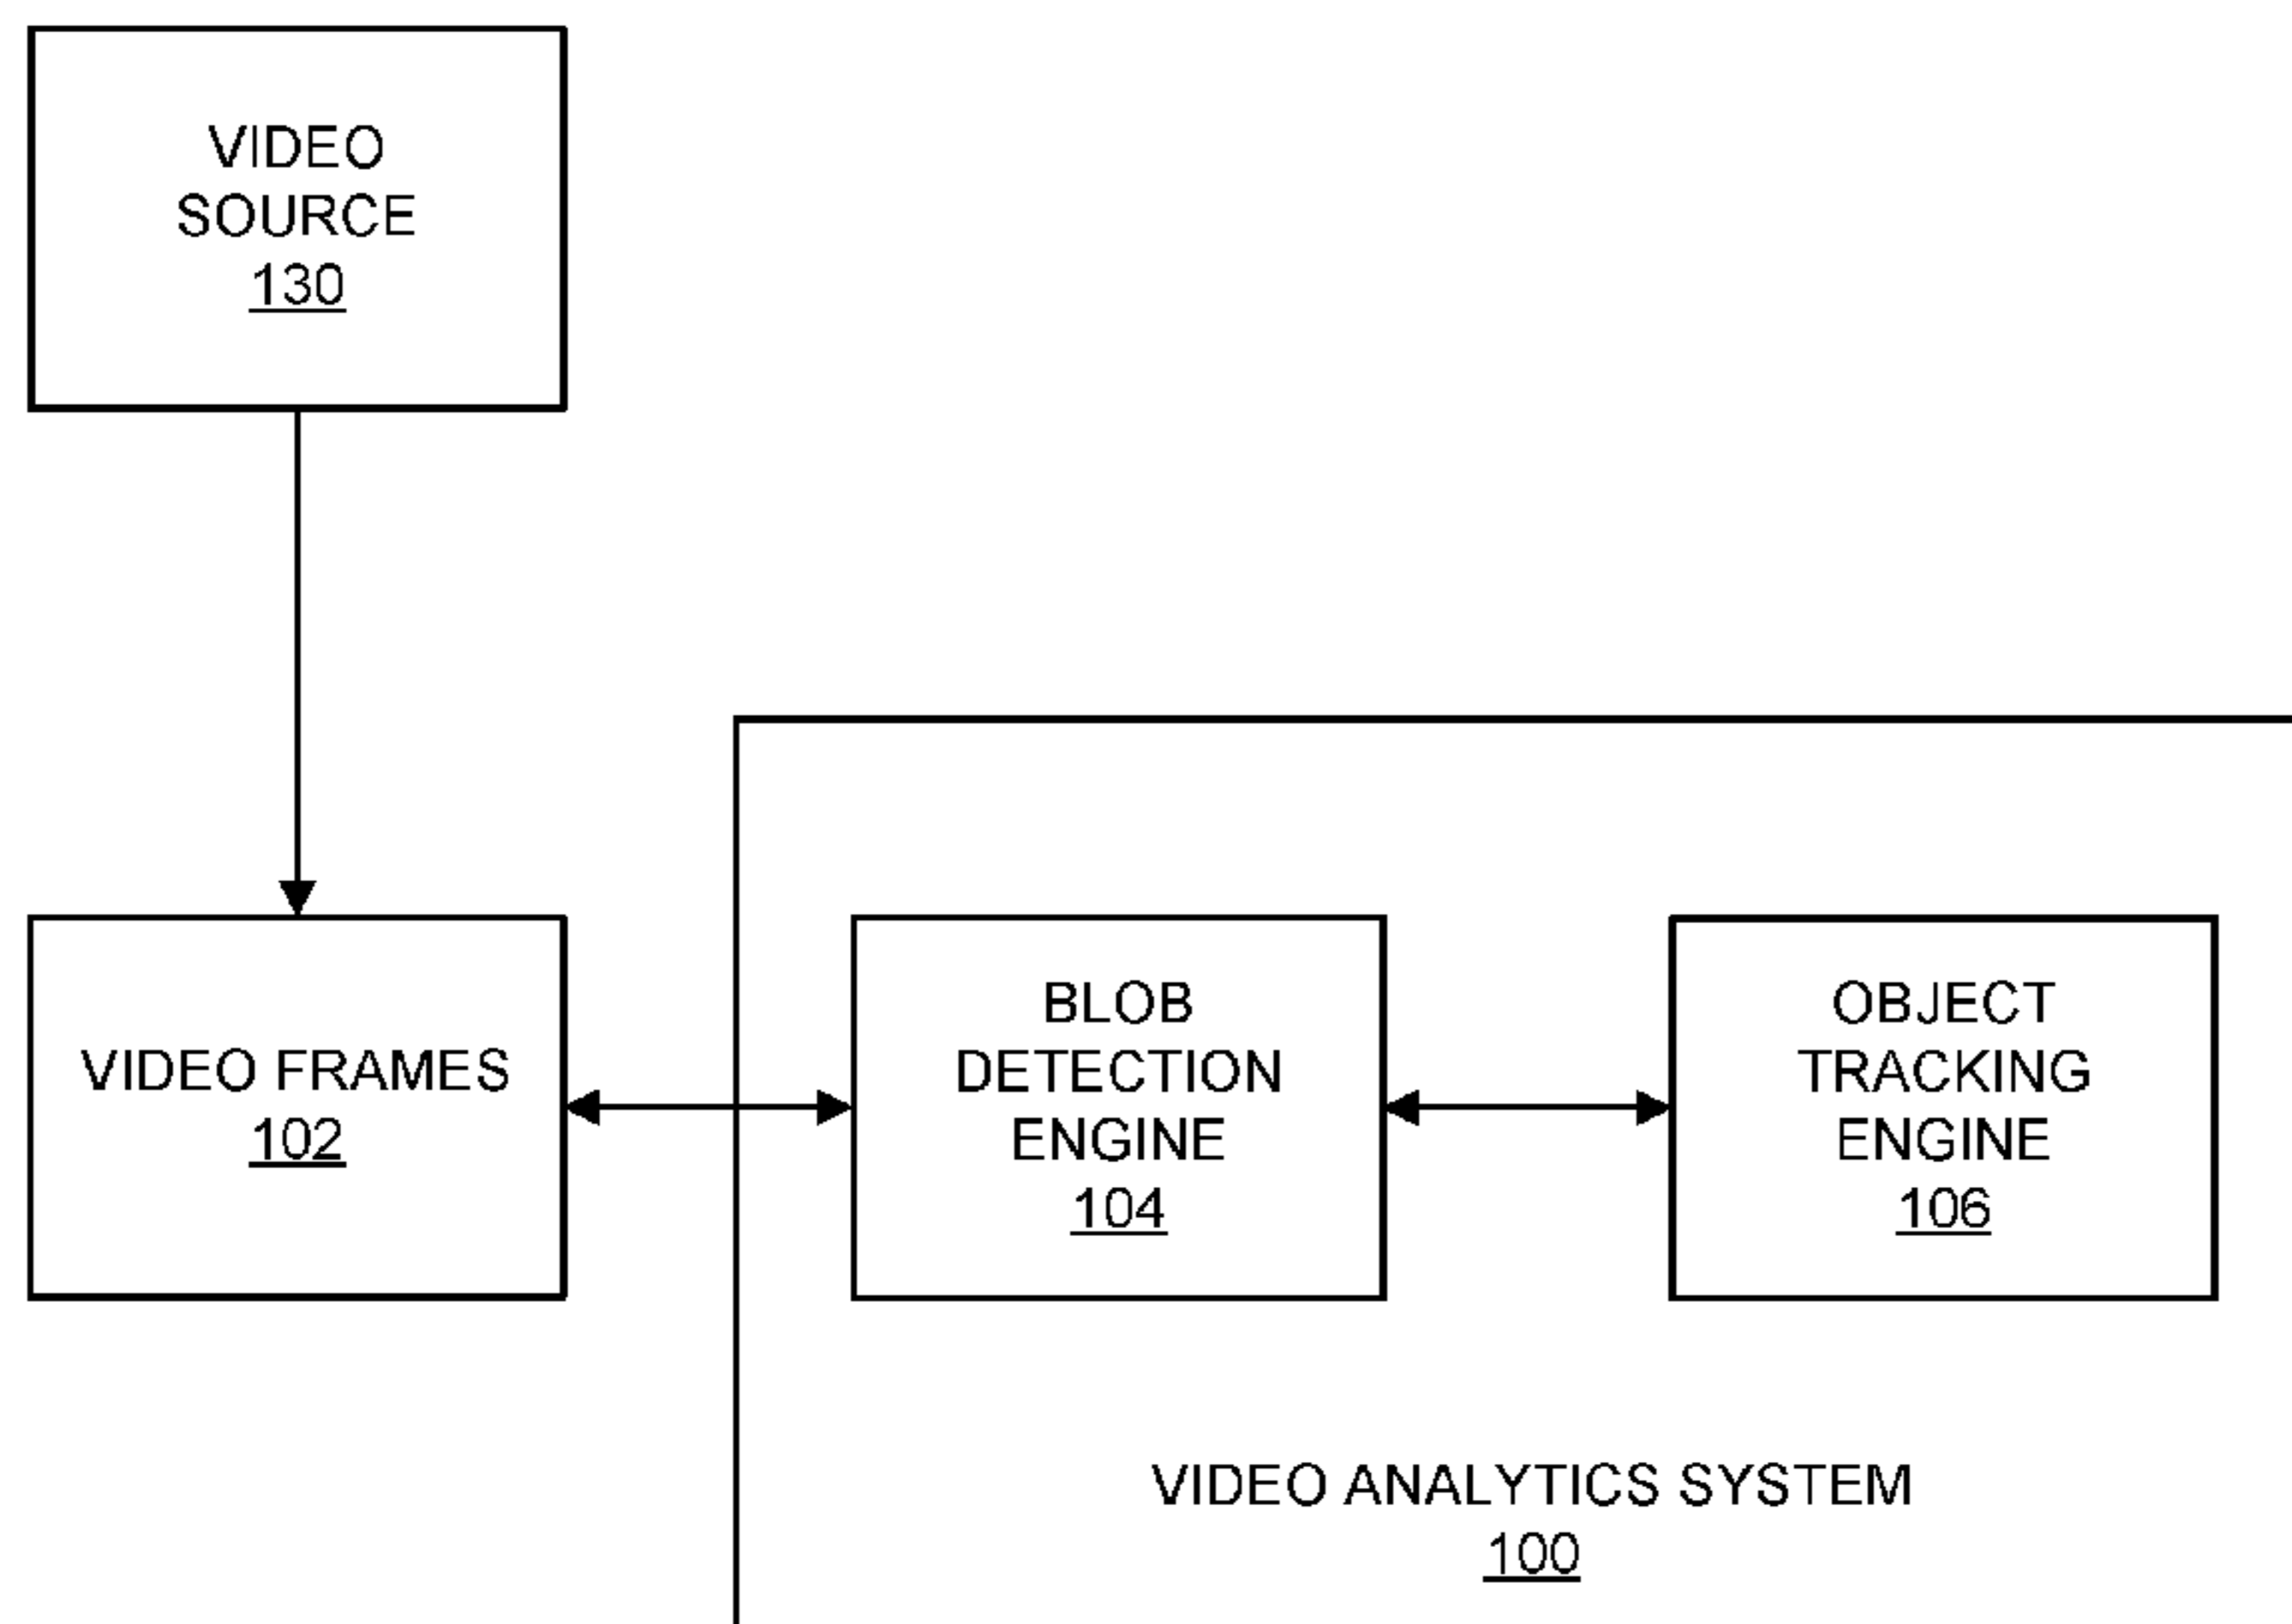 VIDEO
SOURCE
130
VIDEO FRAMES
102
BLOB
DETECTION
ENGINE
104
OBJECT
TRACKING
ENGINE
106
VIDEO ANALYTICS SYSTEM
100